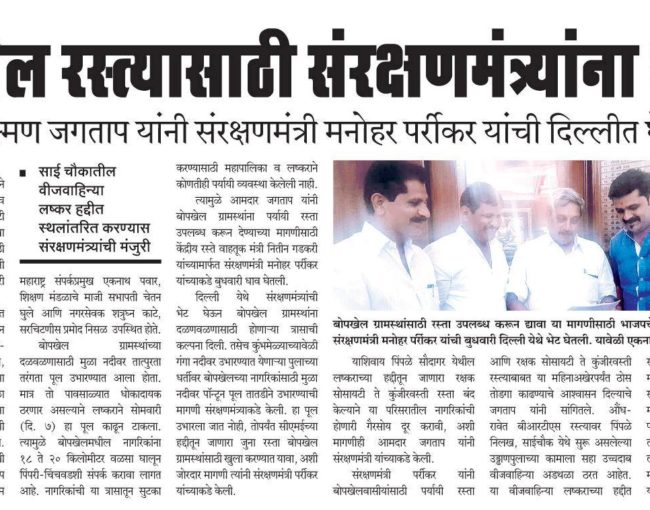 ल रस्त्यासाठी संरक्षणमंत्र्यांना
मण जगताप यांनी संरक्षणमंत्री मनोहर पर्रीकर यांची दिल्लीत
साई चौकातील
वीजवाहिन्या
लष्कर हद्दीत
स्थलांतरित करण्यास
संरक्षणमंत्र्यांची मंजुरी
महाराष्ट्र संपर्कप्रमुख एकनाथ पवार,
शिक्षण मंडळाचे माजी सभापती चेतन
घुले आणि नगरसेवक शत्रुघ्न काटे,
सरचिटणीस प्रमोद निसळ उपस्थित होते.
बोपखेल ग्रामस्थांच्या
दळवळणासाठी मुळा नदीवर तात्पुरता
तरंगता पूल उभारण्यात आला होता.
मात्र तो पावसाळ्यात धोकादायक
ठरणार असल्याने लष्कराने सोमवारी
(दि. ७) हा पूल काढून टाकला.
त्यामुळे बोपखेलमधील नागरिकांना
१८ ते २० किलोमीटर वळसा घालून
पिंपरी-चिंचवडशी संपर्क करावा लागत
आहे. नागरिकांची या त्रासातून सुटका
करण्यासाठी महापालिका व लष्कराने
कोणतीही पर्यायी व्यवस्था केलेली नाही.
त्यामुळे आमदार जगताप यांनी
बोपखेल ग्रामस्थांना पर्यायी रस्ता
उपलब्ध करून देण्याच्या मागणीसाठी
केंद्रीय रस्ते वाहतूक मंत्री नितीन गडकरी
यांच्यामार्फत संरक्षणमंत्री मनोहर पर्रीकर
यांच्याकडे बुधवारी धाव घेतली.
दिल्ली येथे संरक्षणमंत्र्यांची
भेट घेऊन बोपखेल ग्रामस्थांना
दळणवळणासाठी होणाऱ्या त्रासाची
कल्पना दिली. तसेच कुंभमेळ्याच्यावेळी
गंगा नदीवर उभारण्यात येणाऱ्या पुलाच्या
धर्तीवर बोपखेलच्या नागरिकांसाठी मुळा
नदीवर पॉन्टून पूल तातडीने उभारण्याची
मागणी संरक्षणमंत्र्यांकडे केली. हा पूल
उभारला जात नाही, तोपर्यंत सीएमईच्या
हद्दीतून जाणारा जुना रस्ता बोपखेल
ग्रामस्थांसाठी खुला करण्यात यावा, अशी
जोरदार मागणी त्यांनी संरक्षणमंत्री पर्रीकर
यांच्याकडे केली.
बोपखेल ग्रामस्थांसाठी रस्ता उपलब्ध करून द्यावा या मागणीसाठी भाजपचे
संरक्षणमंत्री मनोहर पर्रीकर यांची बुधवारी दिल्ली येथे भेट घेतली. यावेळी एकना
याशिवाय पिंपळे सौदागर येथील
लष्कराच्या हद्दीतून जाणारा रक्षक
सोसायटी ते कुंजीरवस्ती रस्ता बंद
केल्याने या परिसरातील नागरिकांची
होणारी गैरसोय दूर करावी, अशी
मागणीही आमदार जगताप यांनी
संरक्षणमंत्र्यांकडे केली.
संरक्षणमंत्री पर्रीकर यांनी
बोपखेलवासीयांसाठी पर्यायी रस्ता
आणि रक्षक सोसायटी ते कुंजीरवस्ती
रस्त्याबाबत या महिनाअखेरपर्यंत ठोस
तोडगा काढण्याचे आश्वासन दिल्याचे
जगताप यांनी सांगितले. औंध-
रावेत बीआरटीएस रस्त्यावर पिंपळे
निलख, साईचौक येथे सुरू असलेल्या
उड्डाणपुलाच्या कामाला सहा उच्चदाब
वीजवाहिन्या अडथळा ठरत आहेत.
या वीजवाहिन्या लष्कराच्या हद्दीत